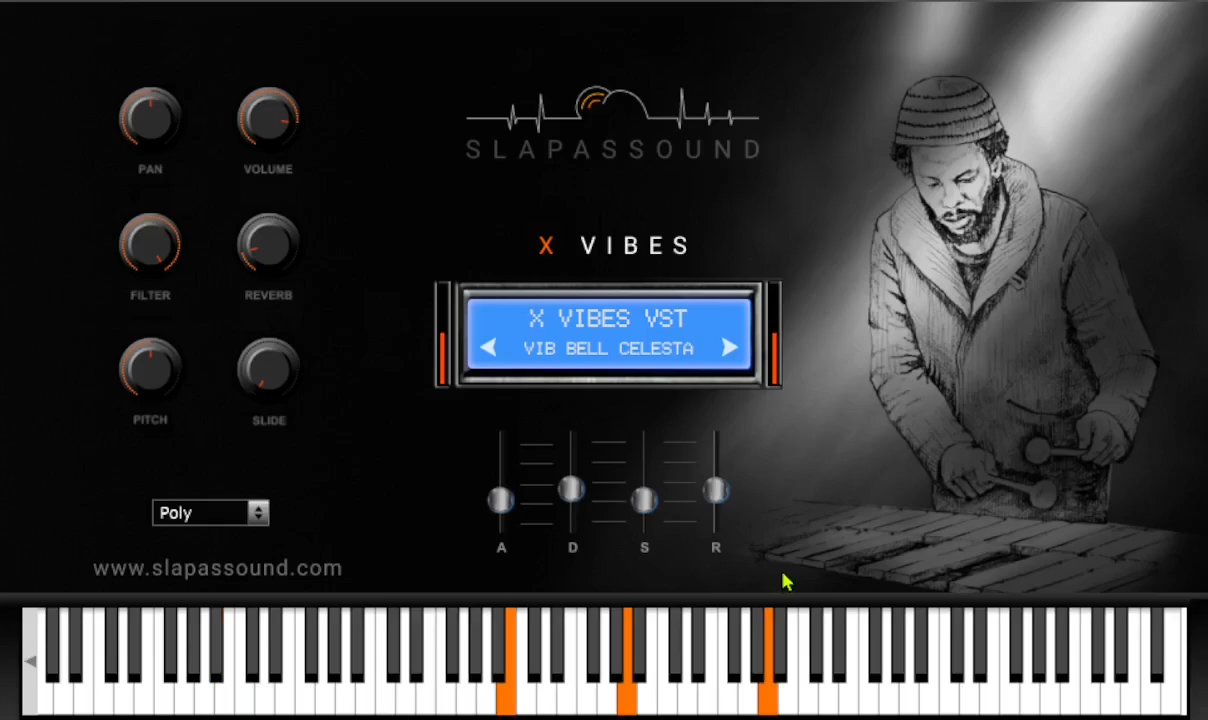 SLAPASSOUND
PAN
VOLUME
X VIBES
FILTER
REVERB
X VIBES VST
VIB BELL CELESTA
PITCH
SLIDE
Poly
A
D
S
R
www.slapassound.com